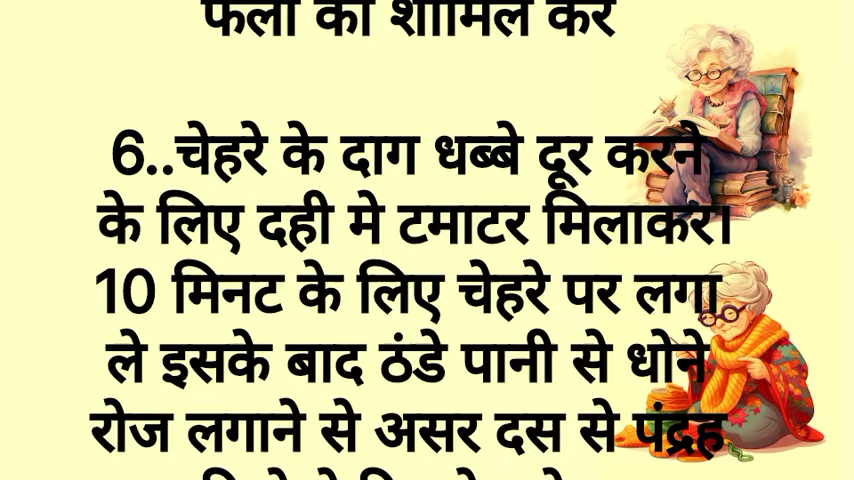 फलों को शामिल करें
6..चेहरे के दाग धब्बे दूर करने
के लिए दही मे टमाटर मिलाकर।
10 मिनट के लिए चेहरे पर लगा
ले इसके बाद ठंडे पानी से धोने
रोज लगाने से असर दस से पंद्रह